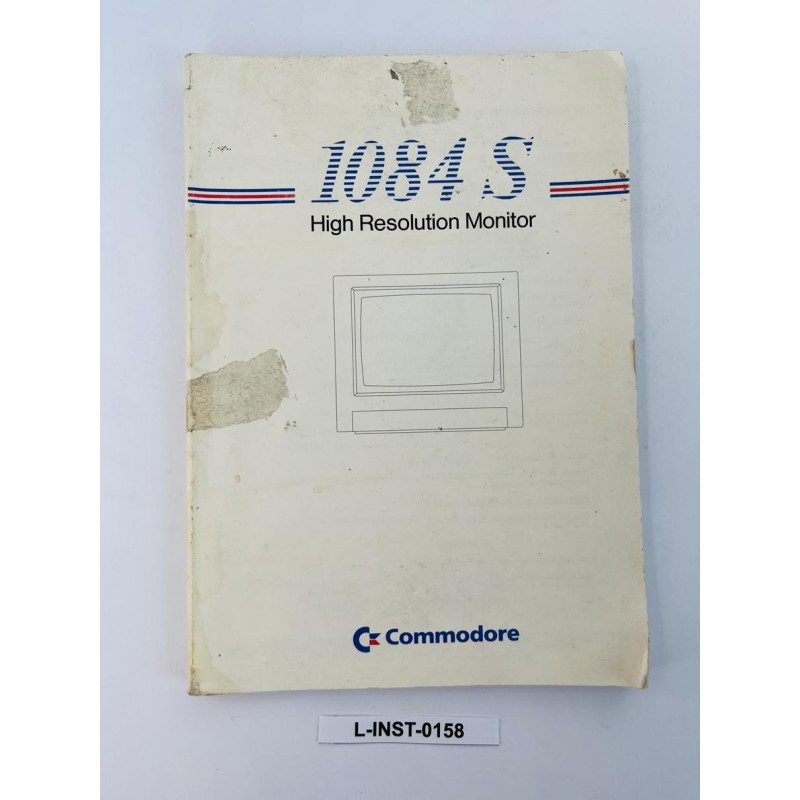 1084 S
High Resolution Monitor
Commodore
L-INST-0158